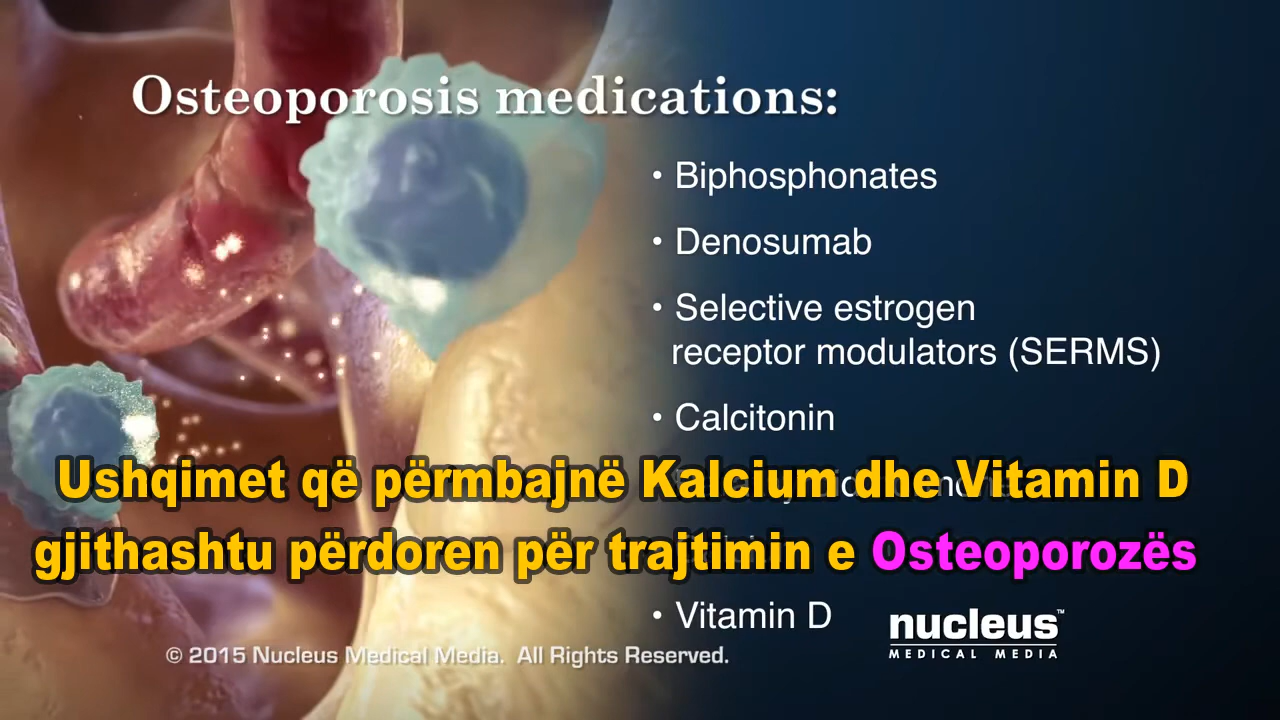 Osteoporosis medications:
• Biphosphonates
• Denosumab
• Selective estrogen
receptor modulators (SERMS)
• Calcitonin
Ushqimet që përmbajnë Kalcium dhe Vitamin D
gjithashtu përdoren për trajtimin e Osteoporozës
• Vitamin D
nucleus™
MEDICAL MEDIA
© 2015 Nucleus Medical Media. All Rights Reserved.